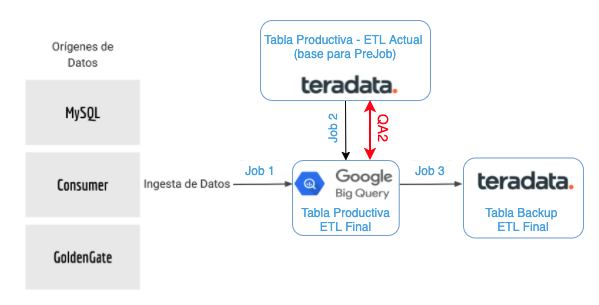 Orígenes de
Datos
MySQL
Consumer
GoldenGate
Ingesta de Datos
Job 1
Tabla Productiva - ETL Actual
(base para PreJob)
teradata.
Job 2
QA2
Google
Big Query
Tabla Productiva
ETL Final
Job 3
teradata.
Tabla Backup
ETL Final